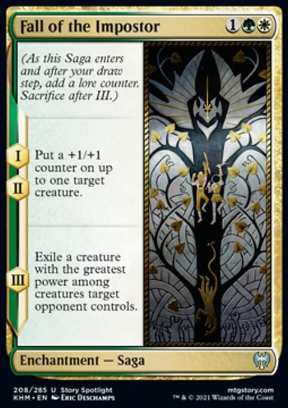 Fall of the Impostor 1
(As this Saga enters
and after your draw
step, add a lore counter.
Sacrifice after III.)
I
Put a +1/+1
counter on up
to one target
creature.
II
III
Exile a creature
with the greatest
power among
creatures target
opponent controls.
Enchantment — Saga
208/285 U Story Spotlight
KHM • EN Eric Deschamps
mtgstory.com
™ & © 2021 Wizards of the Coast